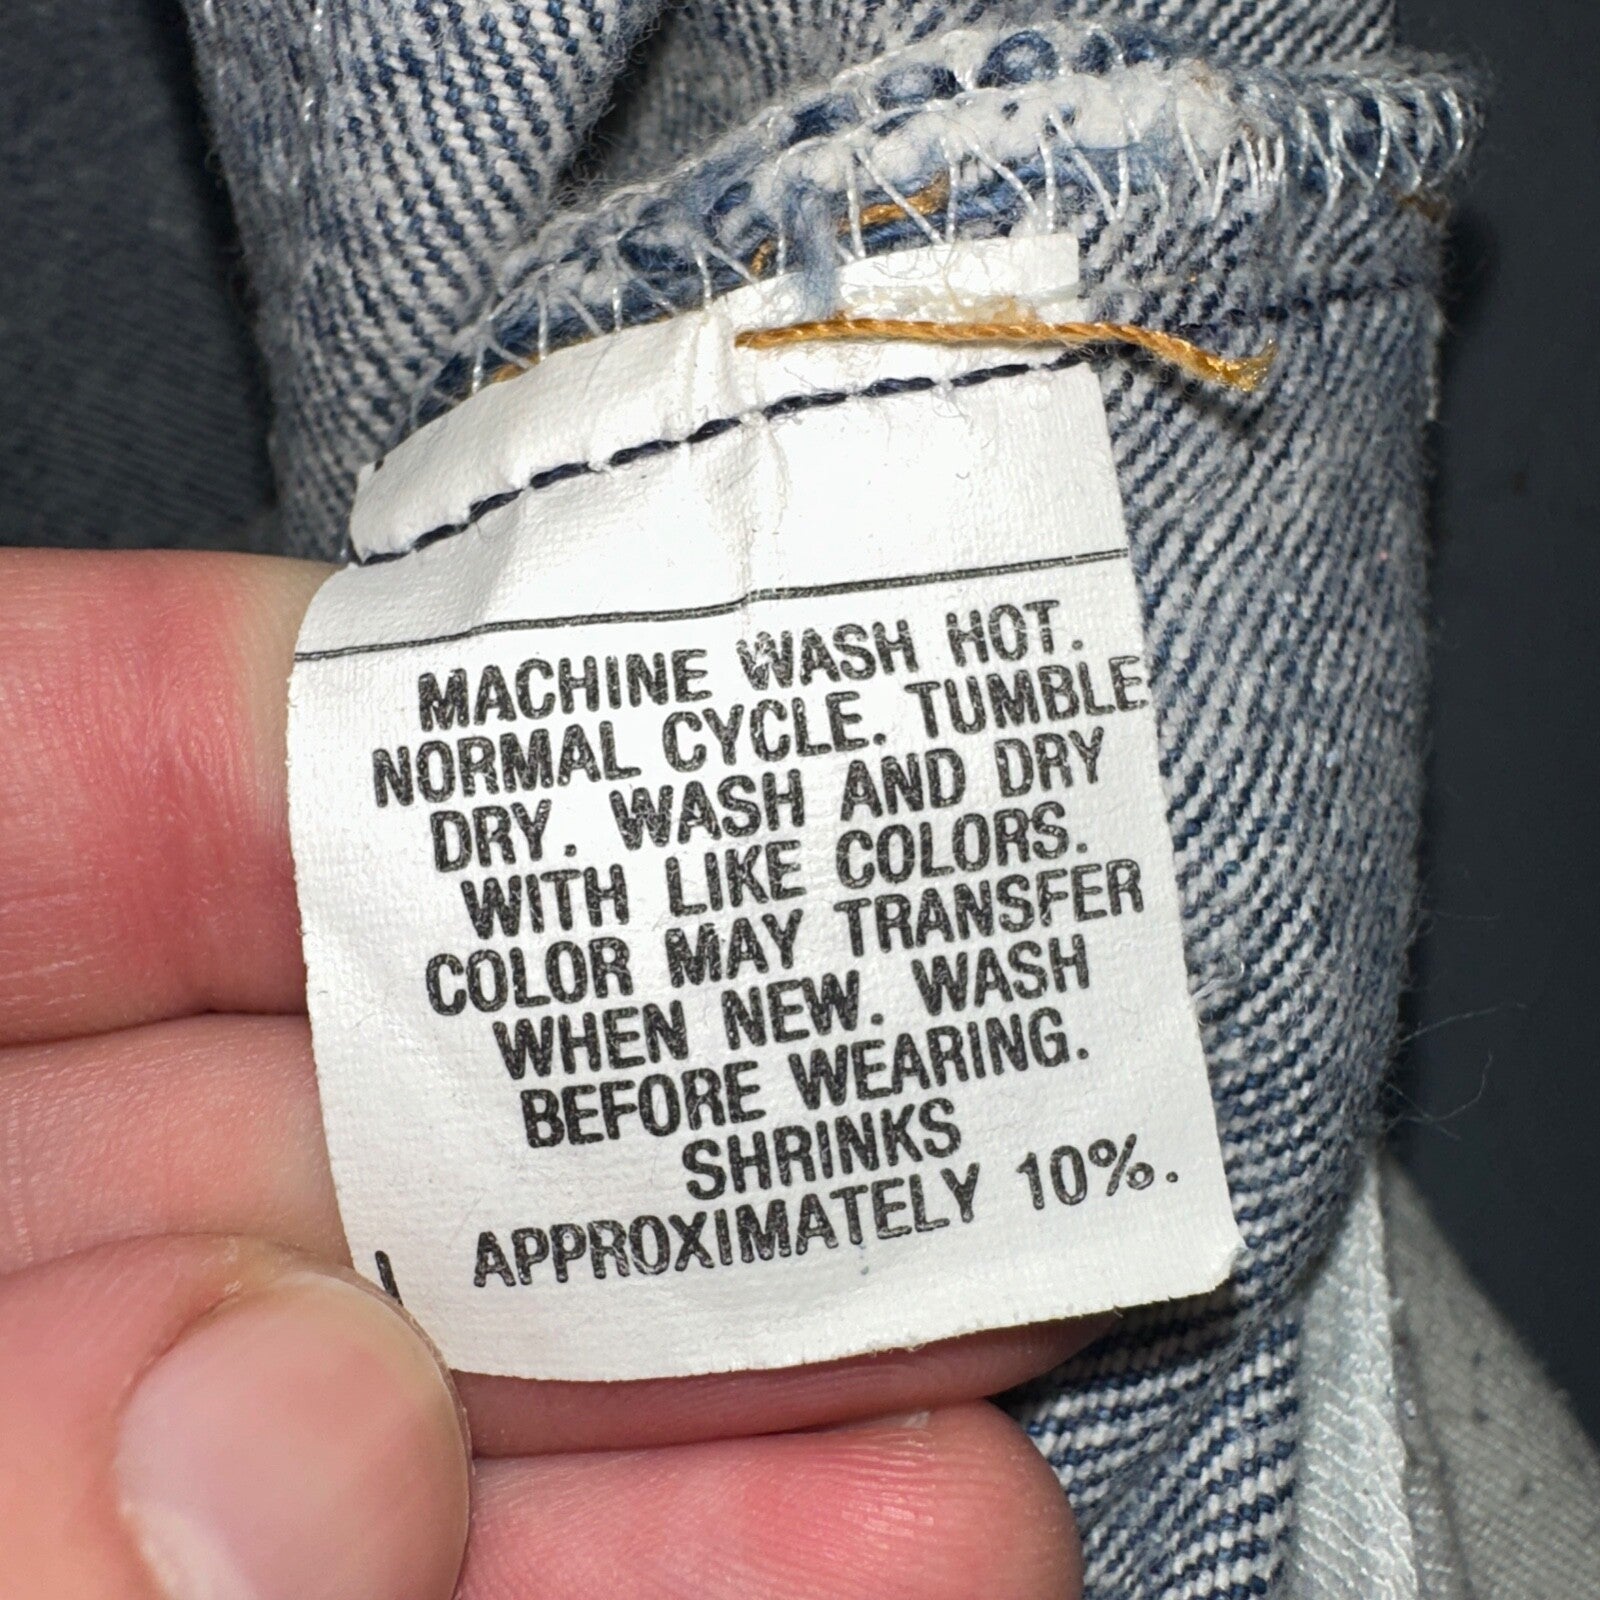 MACHINE WASH HOT.
NORMAL CYCLE. TUMBLE
DRY. WASH AND DRY
WITH LIKE COLORS.
COLOR MAY TRANSFER
WHEN NEW. WASH
BEFORE WEARING.
SHRINKS
APPROXIMATELY 10%.